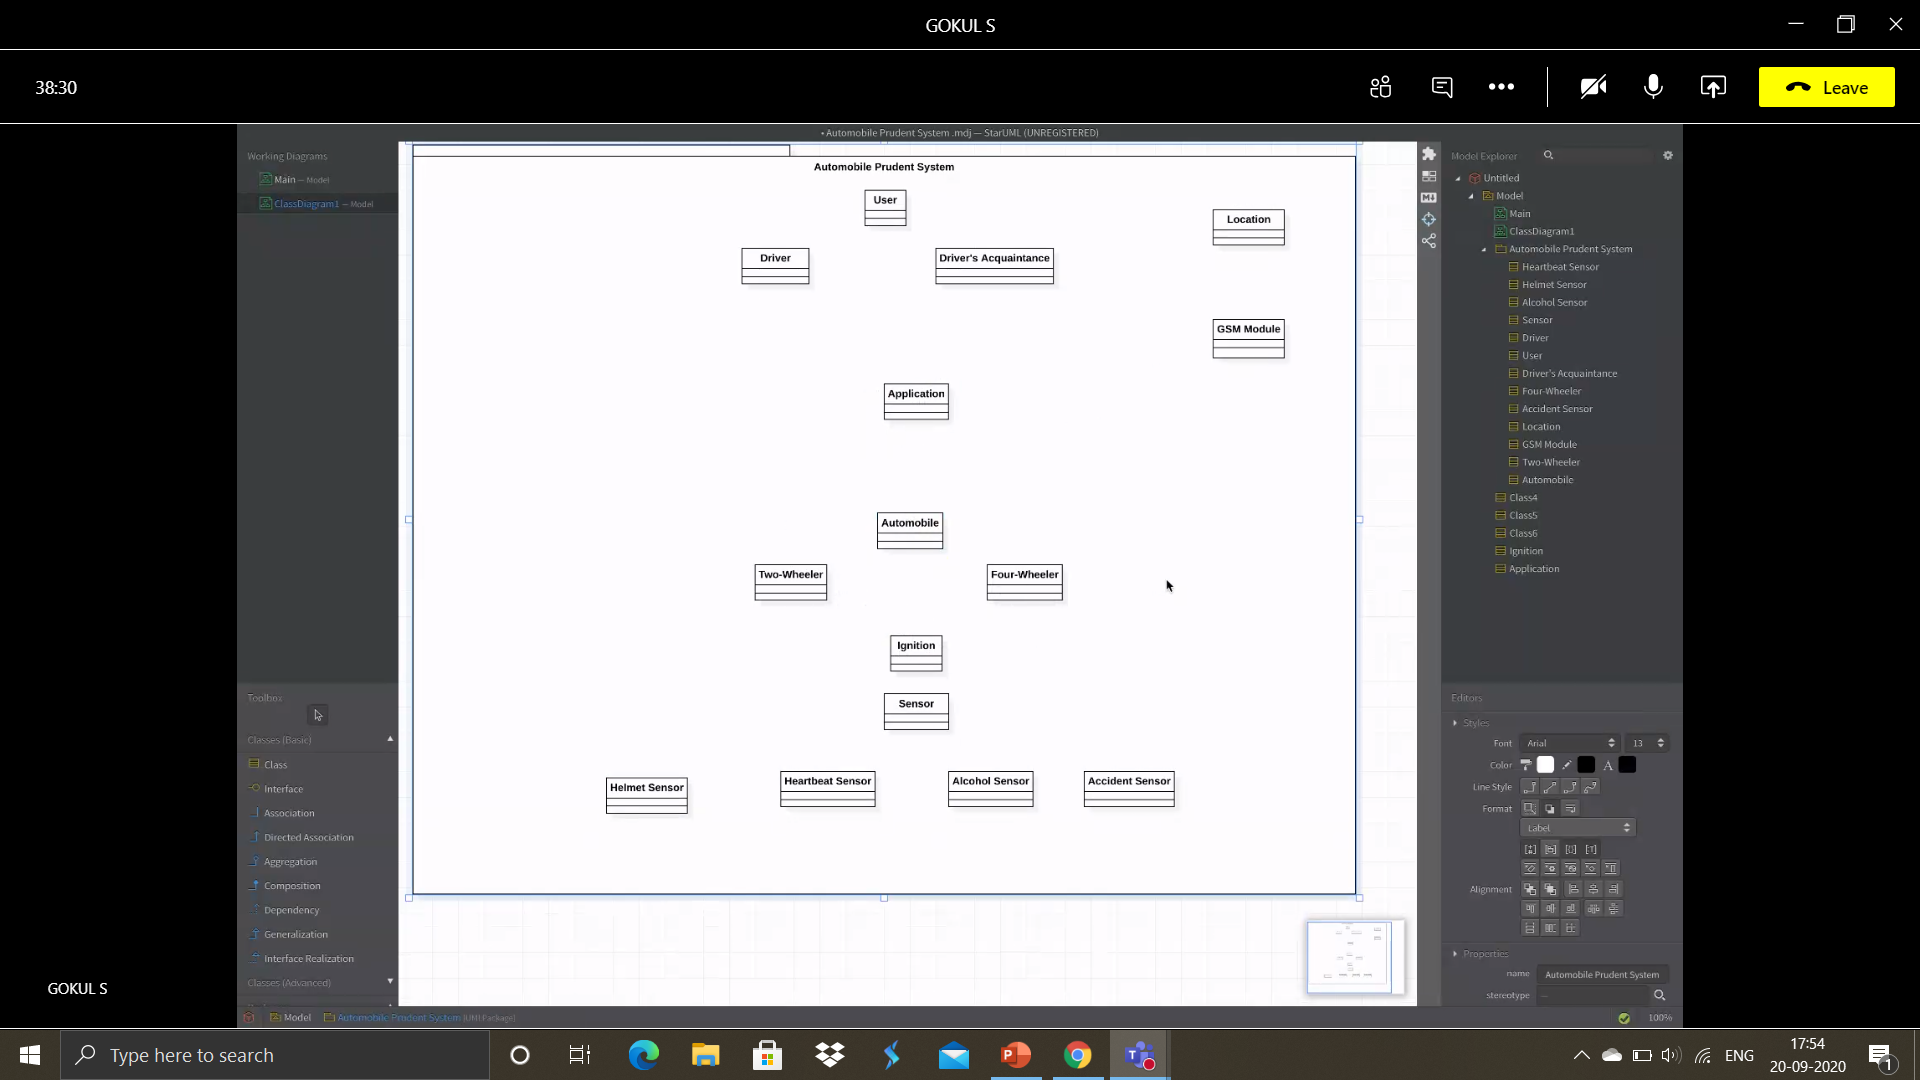 GOKUL S
38:30
Leave
• Automobile Prudent System .mdj — StarUML (UNREGISTERED)
Working Diagrams
Main — Model
ClassDiagram1 — Model
Automobile Prudent System
User
Location
Driver
Driver's Acquaintance
GSM Module
Application
Automobile
Two-Wheeler
Four-Wheeler
Ignition
Sensor
Helmet Sensor
Heartbeat Sensor
Alcohol Sensor
Accident Sensor
Model Explorer
Untitled
Model
Main
ClassDiagram1
Automobile Prudent System
Heartbeat Sensor
Helmet Sensor
Alcohol Sensor
Sensor
Driver
User
Driver's Acquaintance
Four-Wheeler
Accident Sensor
Location
GSM Module
Two-Wheeler
Automobile
Class4
Class5
Class6
Ignition
Application
Toolbox
Classes (Basic)
Class
Interface
Association
Directed Association
Aggregation
Composition
Dependency
Generalization
Interface Realization
Classes (Advanced)
Editors
Styles
Font Arial 13
Color A
Line Style
Format
Label
Alignment
Properties
name Automobile Prudent System
stereotype —
GOKUL S
Model Automobile Prudent System [UMLPackage]
100%
Type here to search
ENG
17:54
20-09-2020
1